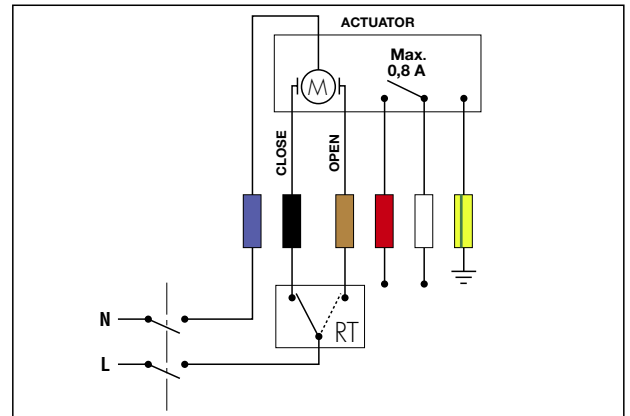 ACTUATOR
Max.
0,8 A
M
CLOSE
OPEN
N
RT
L